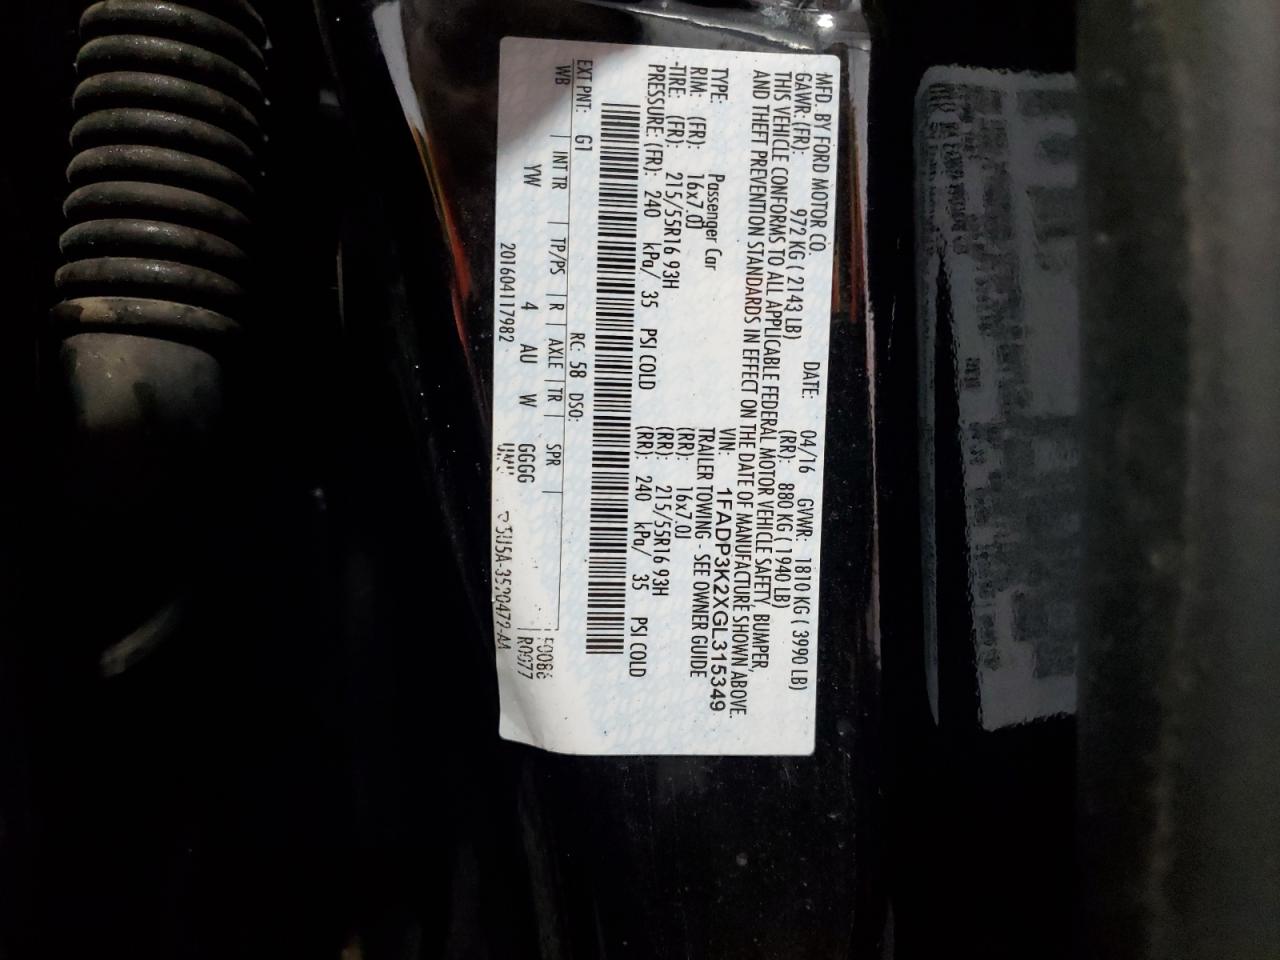 MFD. BY FORD MOTOR CO. DATE: 04/16 GVWR: 1810 KG ( 3990 LB)
GAWR: (FR): 972 KG ( 2143 LB) (RR): 880 KG ( 1940 LB)
THIS VEHICLE CONFORMS TO ALL APPLICABLE FEDERAL MOTOR VEHICLE SAFETY, BUMPER,
AND THEFT PREVENTION STANDARDS IN EFFECT ON THE DATE OF MANUFACTURE SHOWN ABOVE.
VIN: 1FADP3K2XGL315349
TYPE: Passenger Car TRAILER TOWING - SEE OWNER GUIDE
RIM: (FR): 16x7.0J (RR): 16x7.0J
TIRE: (FR): 215/55R16 93H (RR): 215/55R16 93H
PRESSURE: (FR): 240 kPa/ 35 PSI COLD (RR): 240 kPa/ 35 PSI COLD
RC: 58 DSO:
EXT PNT: G1 INT TR TP/PS R AXLE TR SPR
WB YW 4 AU W GGGG R0077
20160411 7982